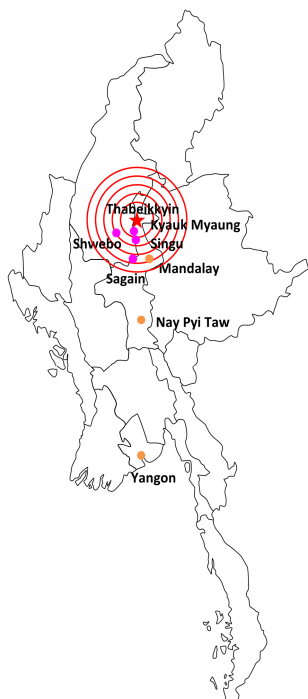 Thabeikkyin
Kyauk Myaung
Shwebo
Singu
Mandalay
Sagain
Nay Pyi Taw
Yangon